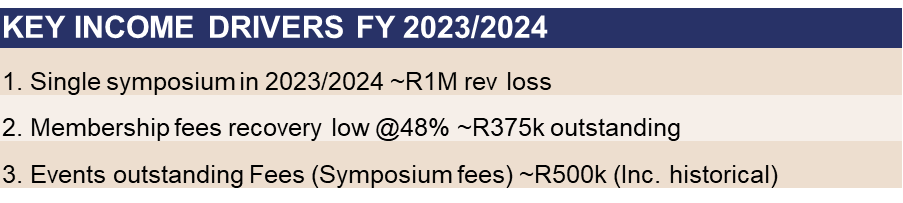 KEY INCOME DRIVERS FY 2023/2024
1. Single symposium in 2023/2024 ~R1M rev loss
2. Membership fees recovery low @48% ~R375k outstanding
3. Events outstanding Fees (Symposium fees) ~R500k (Inc. historical)